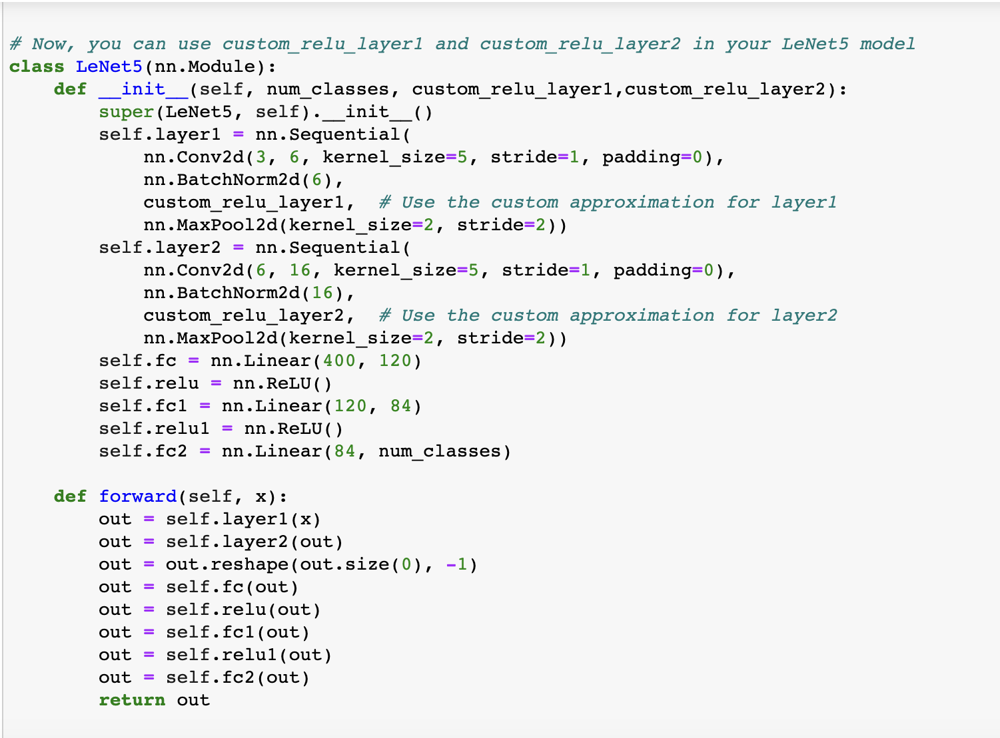 # Now, you can use custom_relu_layer1 and custom_relu_layer2 in your LeNet5 model
class LeNet5(nn.Module):
    def __init__(self, num_classes, custom_relu_layer1,custom_relu_layer2):
        super(LeNet5, self).__init__()
        self.layer1 = nn.Sequential(
            nn.Conv2d(3, 6, kernel_size=5, stride=1, padding=0),
            nn.BatchNorm2d(6),
            custom_relu_layer1,  # Use the custom approximation for layer1
            nn.MaxPool2d(kernel_size=2, stride=2))
        self.layer2 = nn.Sequential(
            nn.Conv2d(6, 16, kernel_size=5, stride=1, padding=0),
            nn.BatchNorm2d(16),
            custom_relu_layer2,  # Use the custom approximation for layer2
            nn.MaxPool2d(kernel_size=2, stride=2))
        self.fc = nn.Linear(400, 120)
        self.relu = nn.ReLU()
        self.fc1 = nn.Linear(120, 84)
        self.relu1 = nn.ReLU()
        self.fc2 = nn.Linear(84, num_classes)

    def forward(self, x):
        out = self.layer1(x)
        out = self.layer2(out)
        out = out.reshape(out.size(0), -1)
        out = self.fc(out)
        out = self.relu(out)
        out = self.fc1(out)
        out = self.relu1(out)
        out = self.fc2(out)
        return out